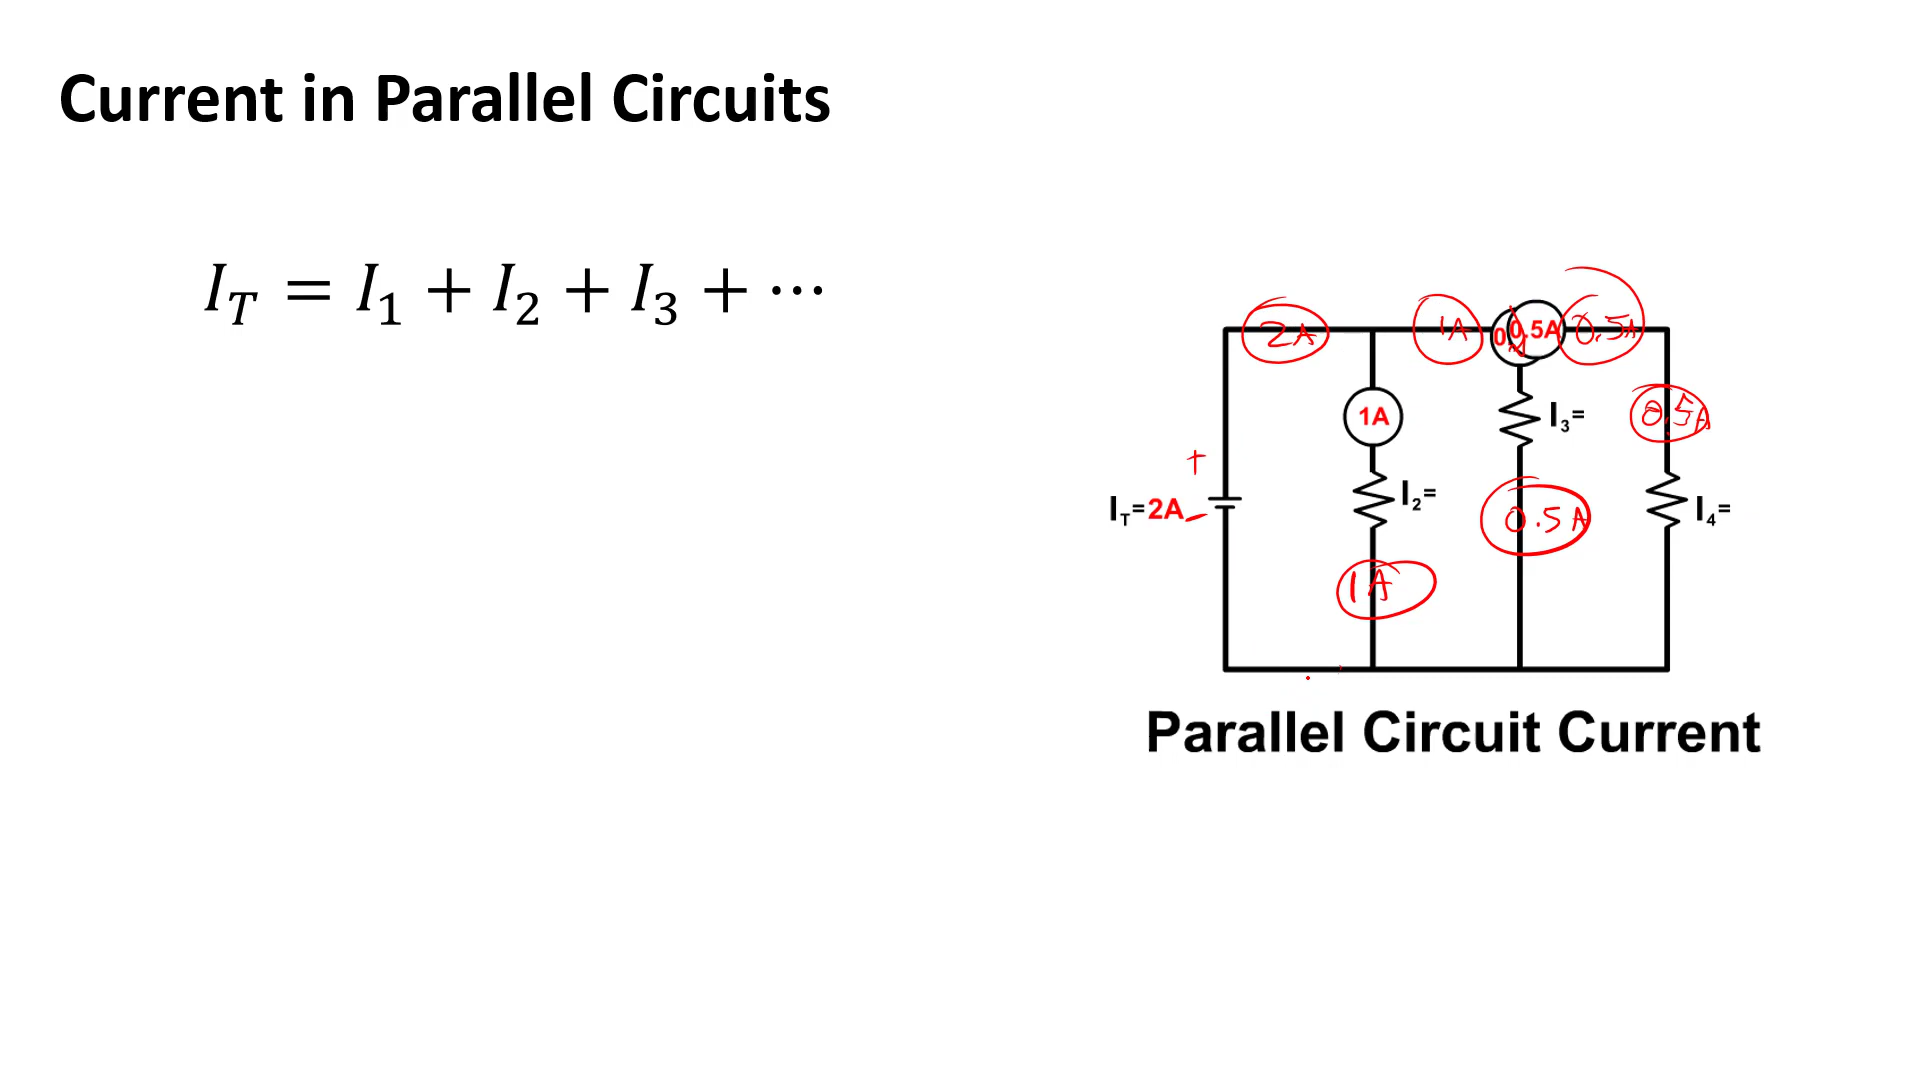 Current in Parallel Circuits
I_T = I_1 + I_2 + I_3 + ⋯
2A
1A
0.5A
0.5A
1A
I_3=
0.5A
+
I_2=
I_T=2A
-
0.5A
I_4=
1A
Parallel Circuit Current